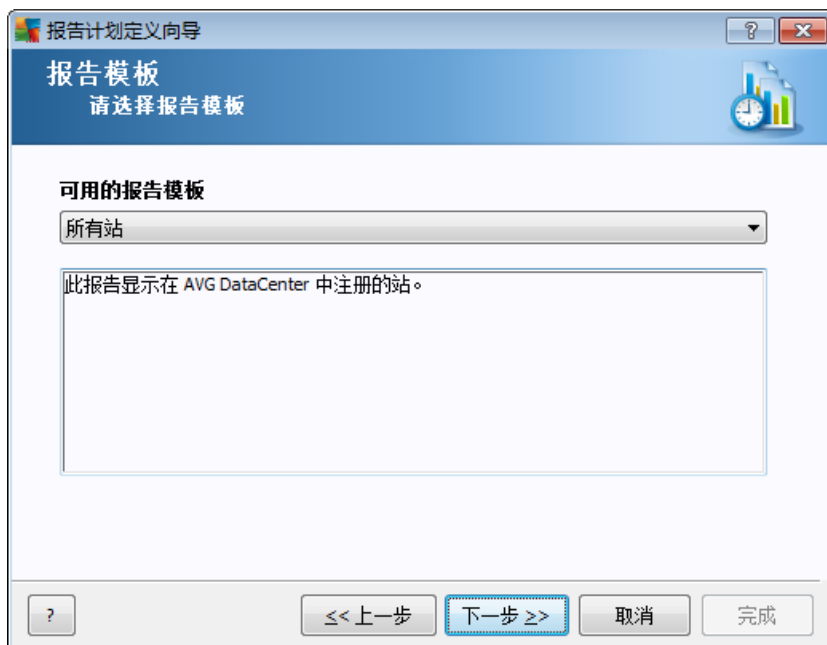 报告计划定义向导
报告模板
请选择报告模板
可用的报告模板
所有站
此报告显示在 AVG DataCenter 中注册的站。
? << 上一步 下一步 >> 取消 完成